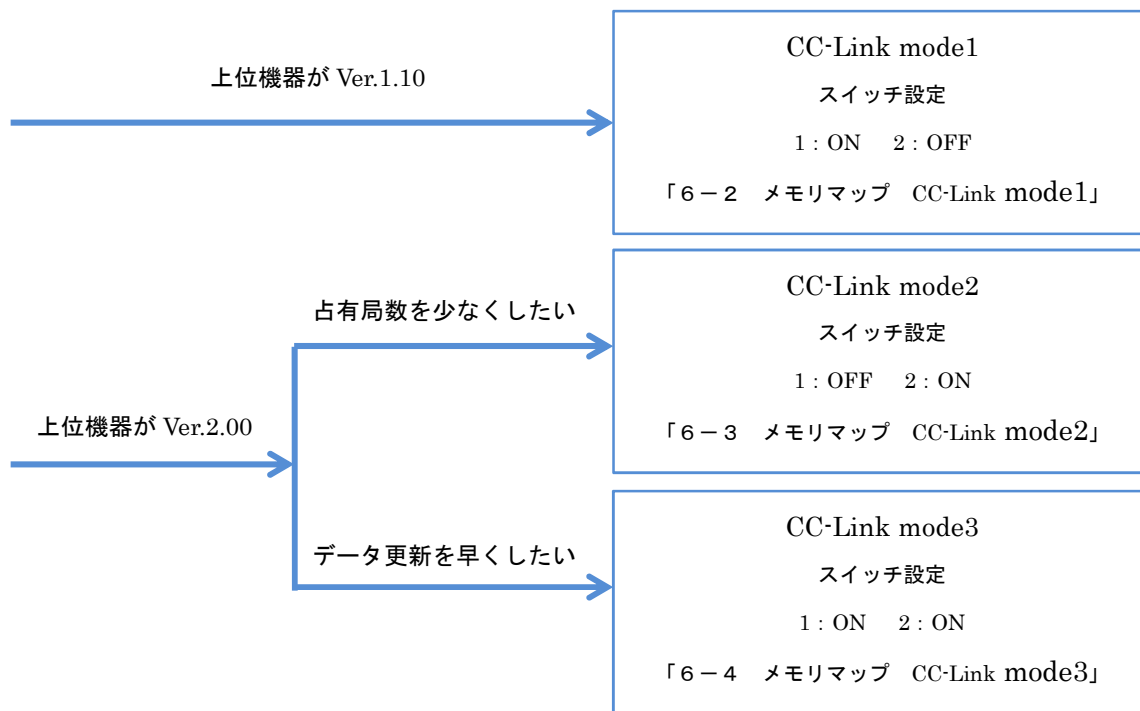 上位機器が Ver.1.10
CC-Link mode1
スイッチ設定
1：ON 2：OFF
「６－２ メモリマップ CC-Link mode1」
上位機器が Ver.2.00
占有局数を少なくしたい
CC-Link mode2
スイッチ設定
1：OFF 2：ON
「６－３ メモリマップ CC-Link mode2」
データ更新を早くしたい
CC-Link mode3
スイッチ設定
1：ON 2：ON
「６－４ メモリマップ CC-Link mode3」